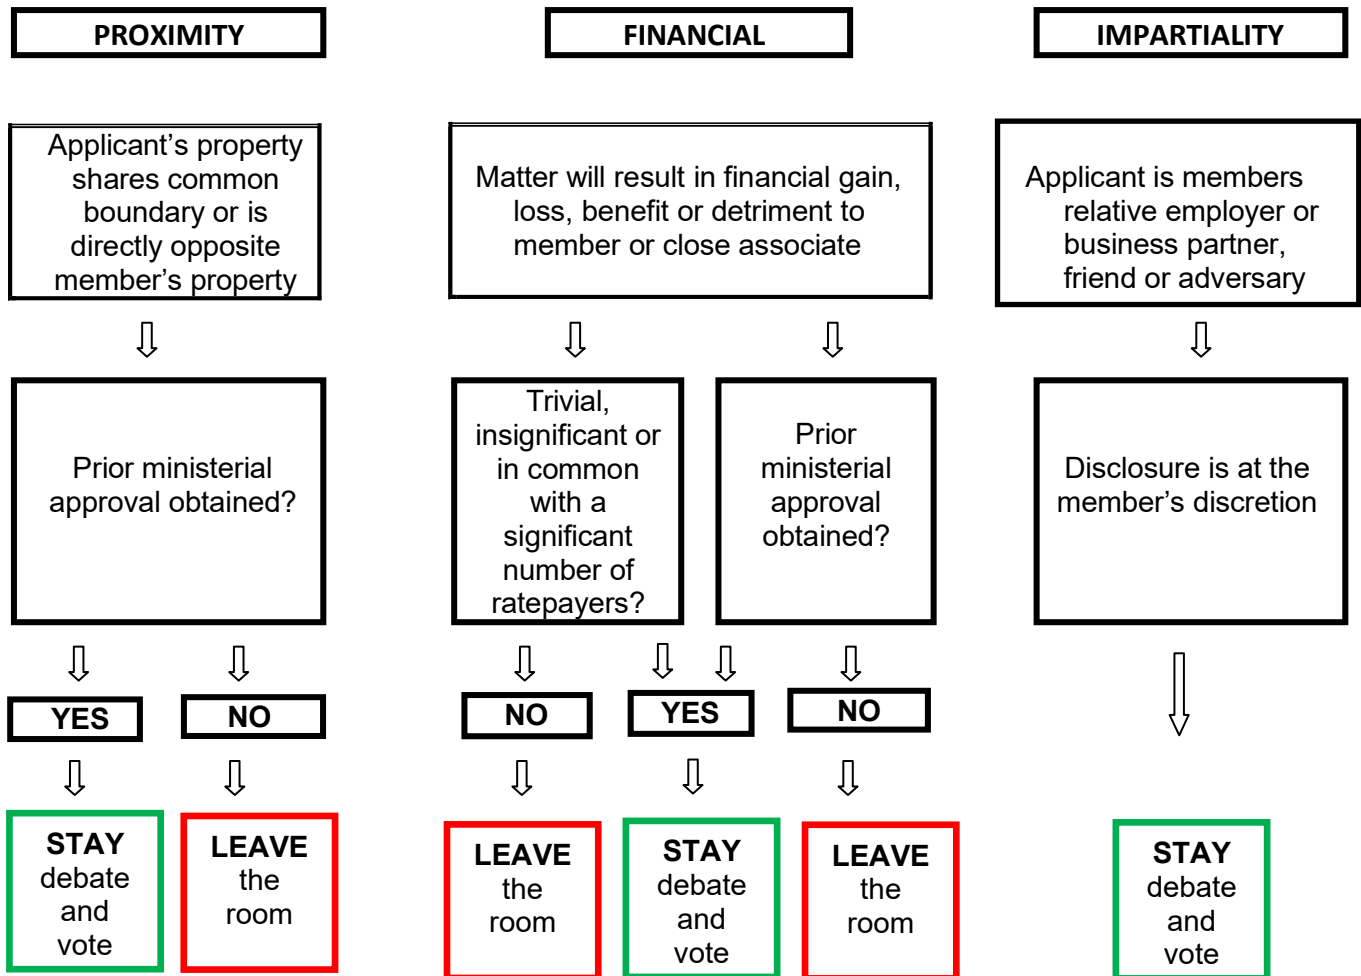 PROXIMITY
FINANCIAL
IMPARTIALITY
Applicant's property
shares common
boundary or is
directly opposite
member's property
Matter will result in financial gain,
loss, benefit or detriment to
member or close associate
Applicant is members
relative employer or
business partner,
friend or adversary
Prior ministerial
approval obtained?
Trivial,
insignificant or
in common
with a
significant
number of
ratepayers?
Prior
ministerial
approval
obtained?
Disclosure is at the
member's discretion
YES
NO
NO
YES
NO
STAY
debate
and
vote
LEAVE
the
room
LEAVE
the
room
STAY
debate
and
vote
LEAVE
the
room
STAY
debate
and
vote